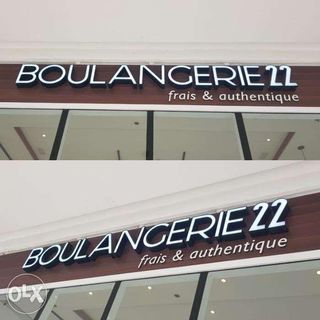 BOULANGERIE22
frais & authentique
BOULANGERIE22
frais & authentique
OLX